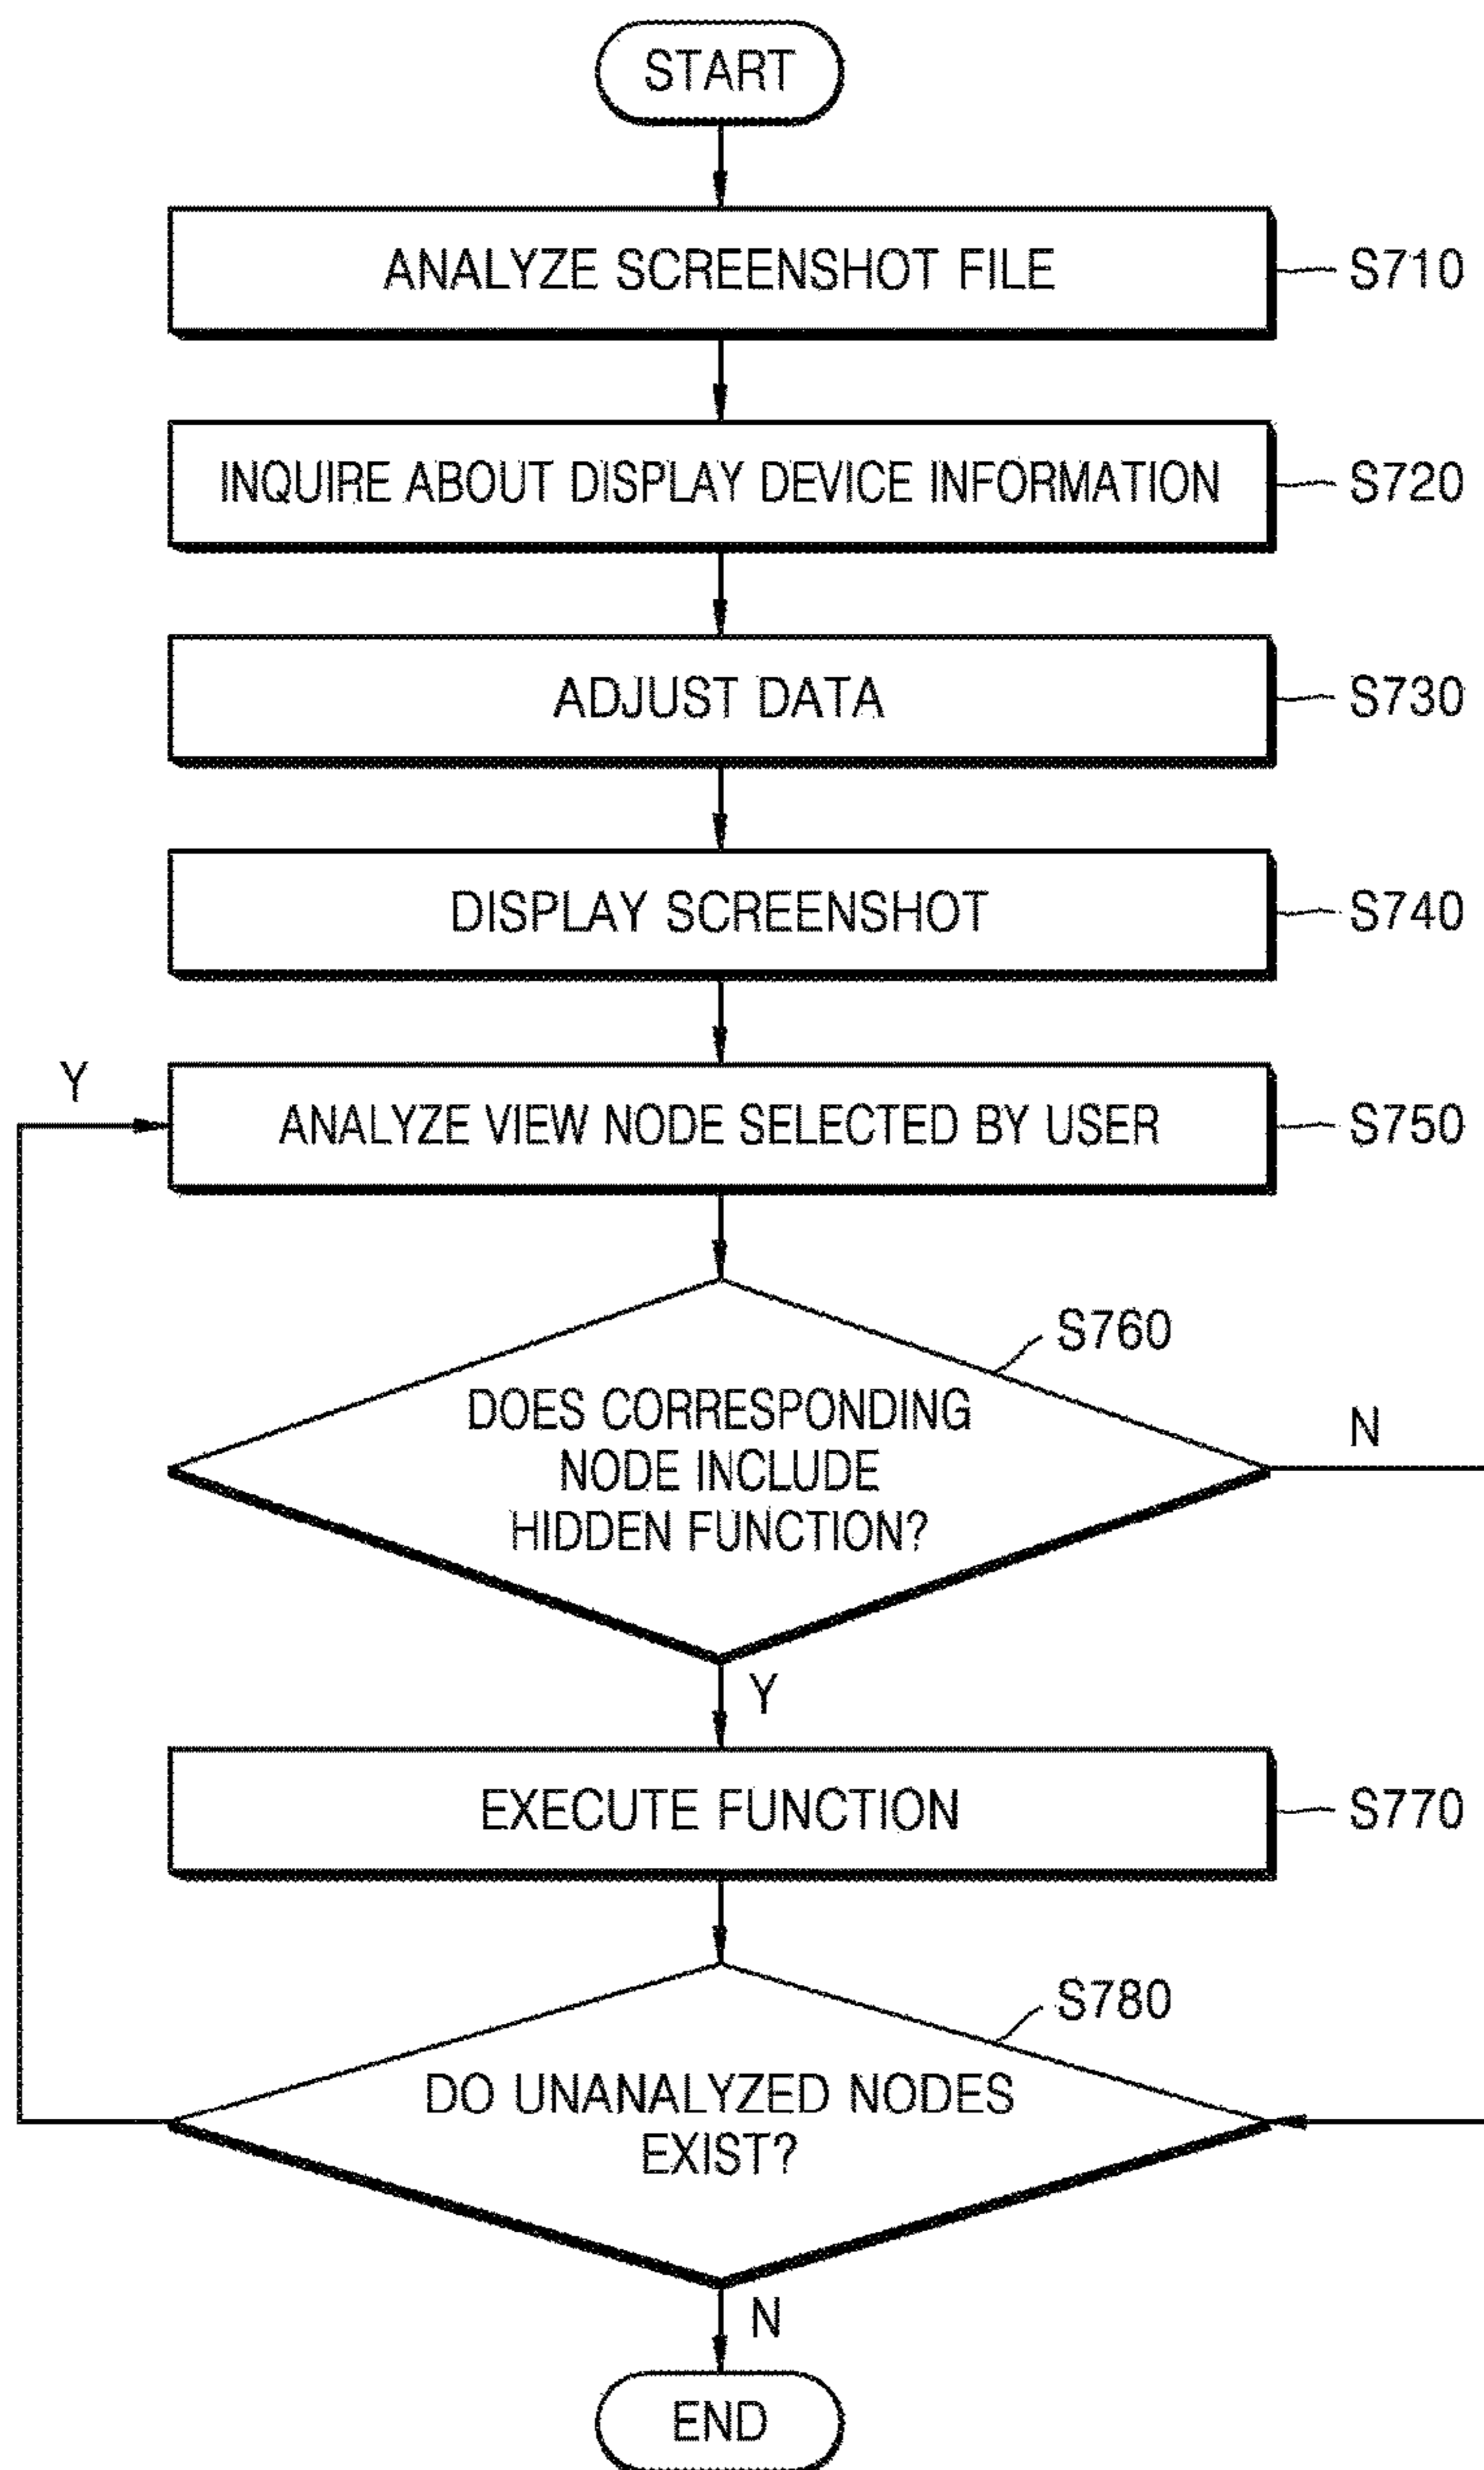 START
ANALYZE SCREENSHOT FILE
S710
INQUIRE ABOUT DISPLAY DEVICE INFORMATION
S720
ADJUST DATA
S730
DISPLAY SCREENSHOT
S740
Y
ANALYZE VIEW NODE SELECTED BY USER
S750
S760
DOES CORRESPONDING
NODE INCLUDE
HIDDEN FUNCTION?
N
Y
EXECUTE FUNCTION
S770
S780
DO UNANALYZED NODES
EXIST?
N
END